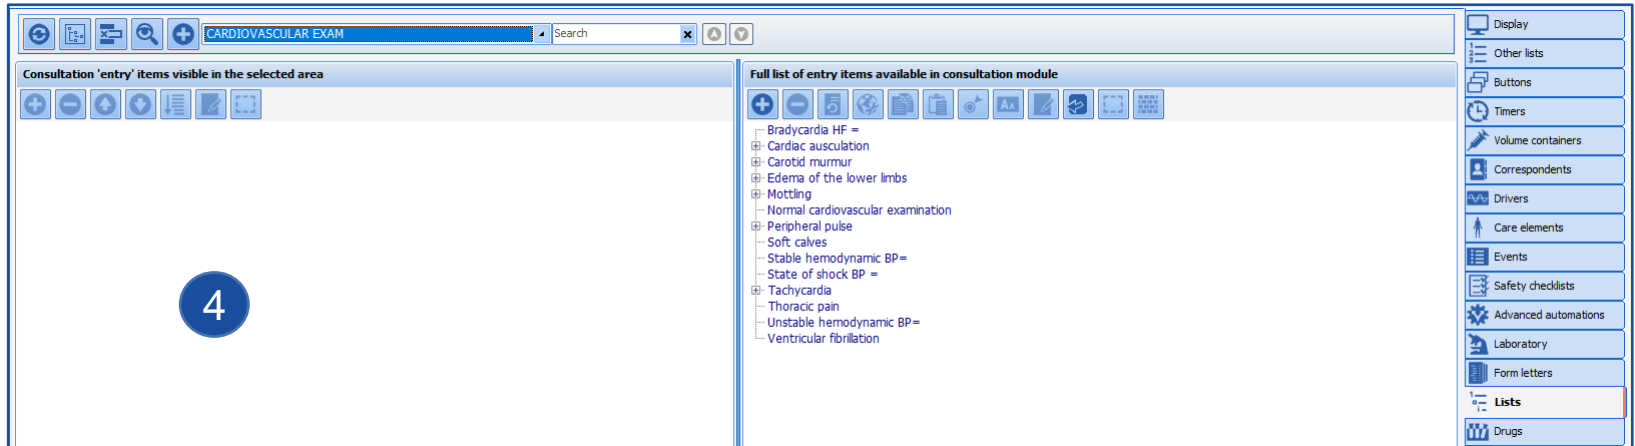 CARDIOVASCULAR EXAM
Search
Consultation 'entry' items visible in the selected area
4
Full list of entry items available in consultation module
Bradycardia HF =
Cardiac ausculation
Carotid murmur
Edema of the lower limbs
Mottling
Normal cardiovascular examination
Peripheral pulse
Soft calves
Stable hemodynamic BP=
State of shock BP =
Tachycardia
Thoracic pain
Unstable hemodynamic BP=
Ventricular fibrillation
Display
Other lists
Buttons
Timers
Volume containers
Correspondents
Drivers
Care elements
Events
Safety checklists
Advanced automations
Laboratory
Form letters
Lists
Drugs